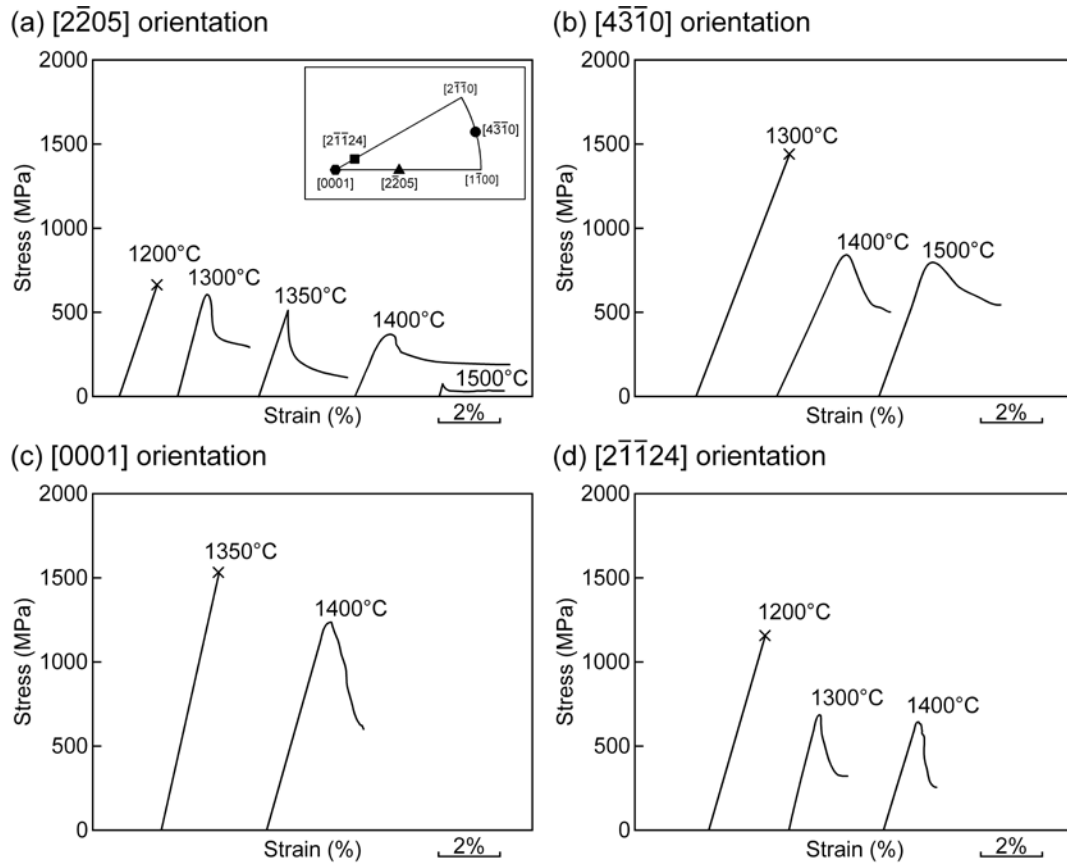 (a) [22̅05] orientation
2000
1500
1000
500
0
Stress (MPa)
[21̅1̅0]
[43̅1̅0]
[21̅1̅24]
[0001]
[22̅05]
[11̅00]
1200°C
1300°C
1350°C
1400°C
1500°C
Strain (%)
2%
(b) [43̅1̅0] orientation
2000
1500
1000
500
0
Stress (MPa)
1300°C
1400°C
1500°C
Strain (%)
2%
(c) [0001] orientation
2000
1500
1000
500
0
Stress (MPa)
1350°C
1400°C
Strain (%)
2%
(d) [21̅1̅24] orientation
2000
1500
1000
500
0
Stress (MPa)
1200°C
1300°C
1400°C
Strain (%)
2%